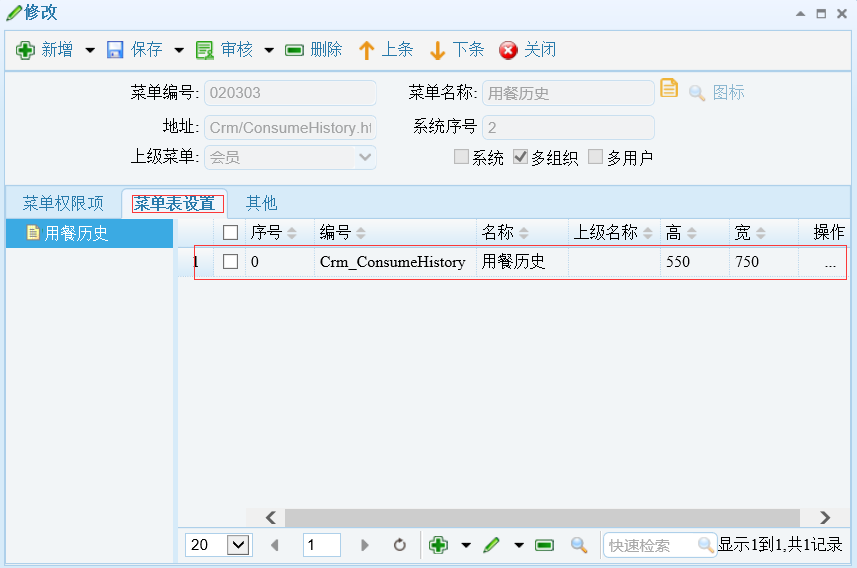 修改
新增 保存 审核 删除 上条 下条 关闭
菜单编号: 020303 菜单名称: 用餐历史 图标
地址: Crm/ConsumeHistory.ht 系统序号 2
上级菜单: 会员 系统 多组织 多用户
菜单权限项 菜单表设置 其他
用餐历史 序号 编号 名称 上级名称 高 宽 操作
1 0 Crm_ConsumeHistory 用餐历史 550 750 ...
20 1 快速检索 显示1到1,共1记录